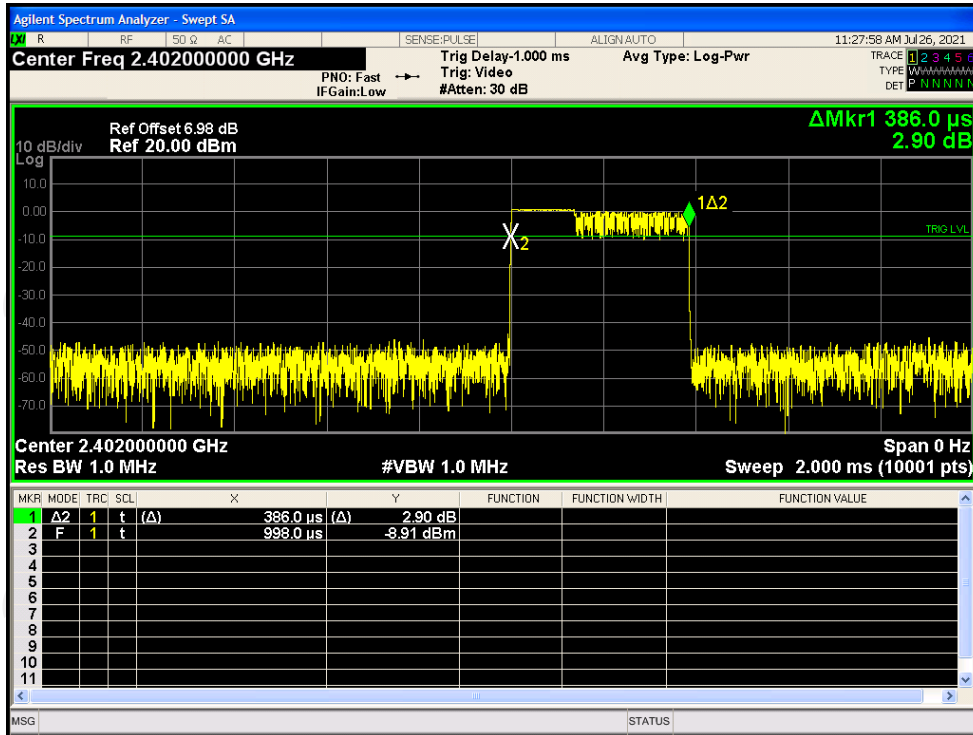 Agilent Spectrum Analyzer - Swept SA
LXI R RF 50 Ω AC SENSE:PULSE ALIGN AUTO 11:27:58 AM Jul 26, 2021
Center Freq 2.402000000 GHz
PNO: Fast
IFGain:Low
Trig Delay-1.000 ms
Trig: Video
#Atten: 30 dB
Avg Type: Log-Pwr
TRACE 1 2 3 4 5 6
TYPE
DET P N N N N N
ΔMkr1 386.0 µs
2.90 dB
Ref Offset 6.98 dB
10 dB/div Ref 20.00 dBm
Log
10.0
0.00
-10.0
-20.0
-30.0
-40.0
-50.0
-60.0
-70.0
1Δ2
2
TRIG LVL
Center 2.402000000 GHz Span 0 Hz
Res BW 1.0 MHz #VBW 1.0 MHz Sweep 2.000 ms (10001 pts)
MKR MODE TRC SCL X Y FUNCTION FUNCTION WIDTH FUNCTION VALUE
1 Δ2 1 t (Δ) 386.0 µs (Δ) 2.90 dB
2 F 1 t 998.0 µs -8.91 dBm
3
4
5
6
7
8
9
10
11
MSG STATUS